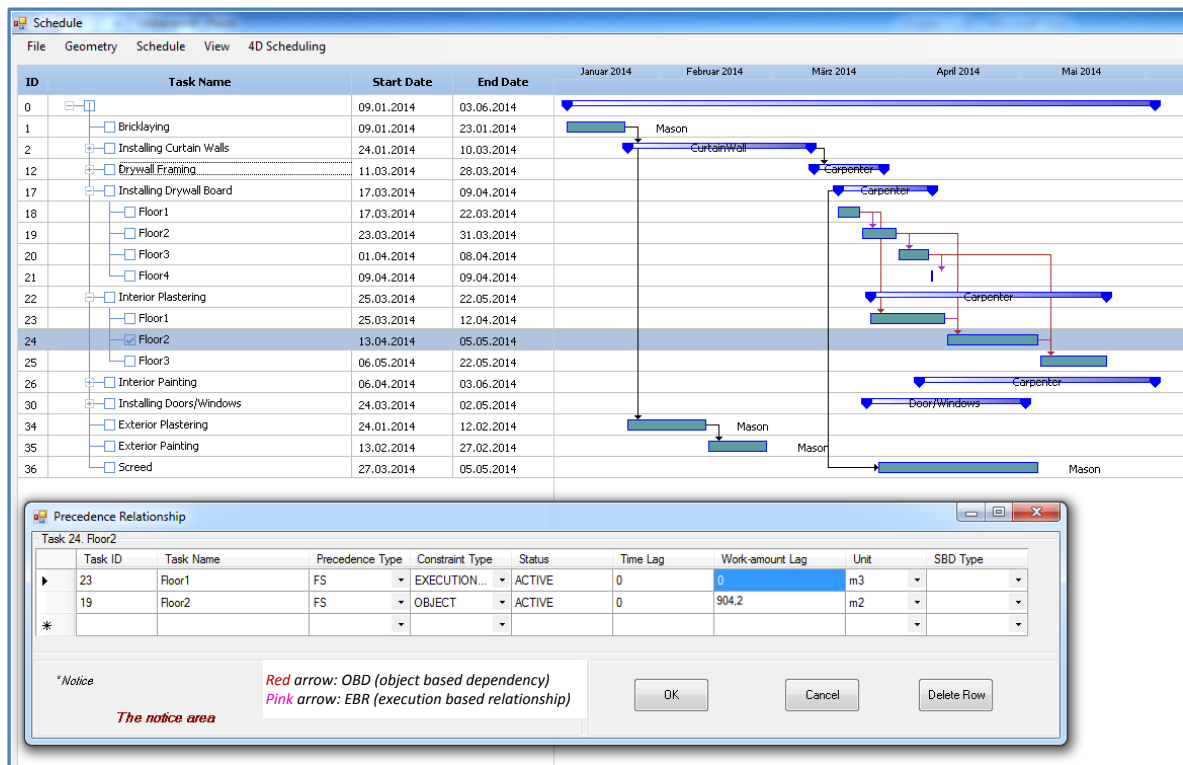 Schedule
File Geometry Schedule View 4D Scheduling
ID Task Name Start Date End Date Januar 2014 Februar 2014 März 2014 April 2014 Mai 2014
0 09.01.2014 03.06.2014
1 Bricklaying 09.01.2014 23.01.2014 Mason
2 Installing Curtain Walls 24.01.2014 10.03.2014 CurtainWall
12 Drywall Framing 11.03.2014 28.03.2014 Carpenter
17 Installing Drywall Board 17.03.2014 09.04.2014 Carpenter
18 Floor1 17.03.2014 22.03.2014
19 Floor2 23.03.2014 31.03.2014
20 Floor3 01.04.2014 08.04.2014
21 Floor4 09.04.2014 09.04.2014
22 Interior Plastering 25.03.2014 22.05.2014 Carpenter
23 Floor1 25.03.2014 12.04.2014
24 Floor2 13.04.2014 05.05.2014
25 Floor3 06.05.2014 22.05.2014
26 Interior Painting 06.04.2014 03.06.2014 Carpenter
30 Installing Doors/Windows 24.03.2014 02.05.2014 Door/Windows
34 Exterior Plastering 24.01.2014 12.02.2014 Mason
35 Exterior Painting 13.02.2014 27.02.2014 Mason
36 Screed 27.03.2014 05.05.2014 Mason
Precedence Relationship
Task 24. Floor2
Task ID Task Name Precedence Type Constraint Type Status Time Lag Work-amount Lag Unit SBD Type
23 Floor1 FS EXECUTION... ACTIVE 0 0 m3
19 Floor2 FS OBJECT ACTIVE 0 904,2 m2
*Notice
Red arrow: OBD (object based dependency)
Pink arrow: EBR (execution based relationship)
The notice area
OK Cancel Delete Row